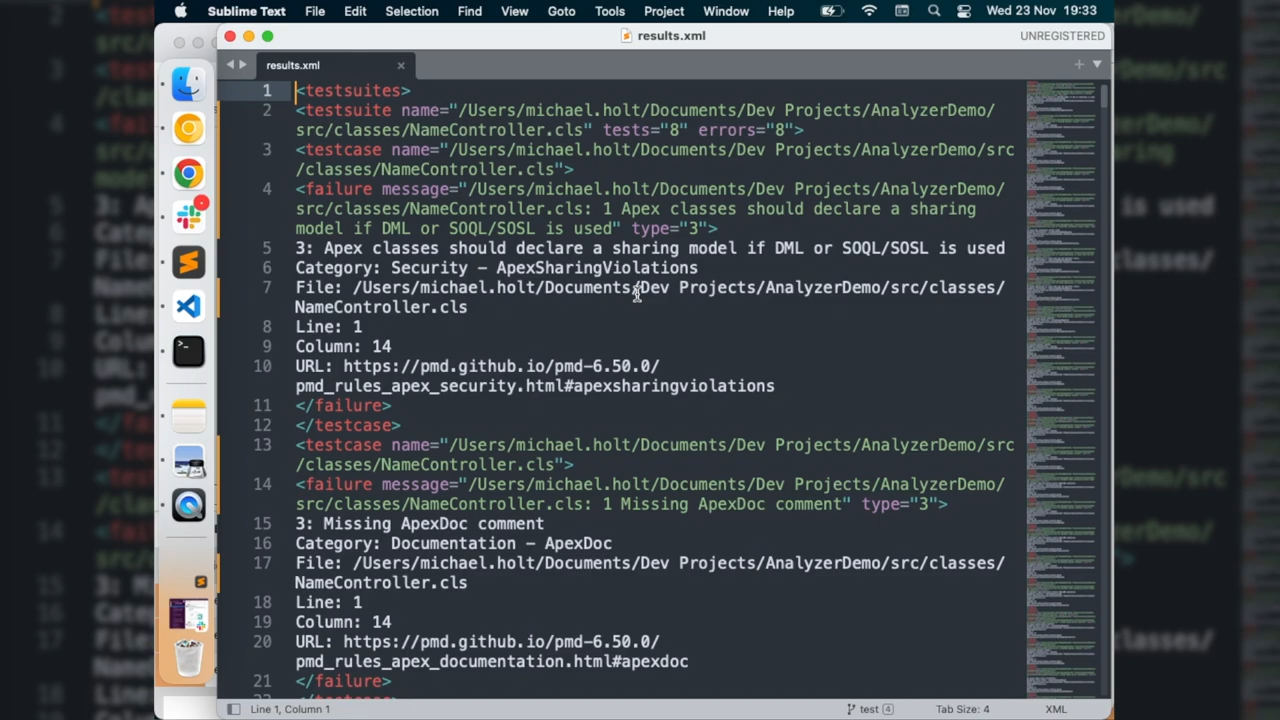 Sublime Text File Edit Selection Find View Goto Tools Project Window Help Wed 23 Nov 19:33
results.xml UNREGISTERED
results.xml
1 <testsuites>
2 <testsuite name="/Users/michael.holt/Documents/Dev Projects/AnalyzerDemo/
src/classes/NameController.cls" tests="8" errors="8">
3 <testcase name="/Users/michael.holt/Documents/Dev Projects/AnalyzerDemo/src
/classes/NameController.cls">
4 <failure message="/Users/michael.holt/Documents/Dev Projects/AnalyzerDemo/
src/classes/NameController.cls: 1 Apex classes should declare a sharing
model if DML or SOQL/SOSL is used" type="3">
5 3: Apex classes should declare a sharing model if DML or SOQL/SOSL is used
6 Category: Security - ApexSharingViolations
7 File: /Users/michael.holt/Documents/Dev Projects/AnalyzerDemo/src/classes/
NameController.cls
8 Line: 1
9 Column: 14
10 URL: https://pmd.github.io/pmd-6.50.0/
pmd_rules_apex_security.html#apexsharingviolations
11 </failure>
12 </testcase>
13 <testcase name="/Users/michael.holt/Documents/Dev Projects/AnalyzerDemo/src
/classes/NameController.cls">
14 <failure message="/Users/michael.holt/Documents/Dev Projects/AnalyzerDemo/
src/classes/NameController.cls: 1 Missing ApexDoc comment" type="3">
15 3: Missing ApexDoc comment
16 Category: Documentation - ApexDoc
17 File: /Users/michael.holt/Documents/Dev Projects/AnalyzerDemo/src/classes/
NameController.cls
18 Line: 1
19 Column: 14
20 URL: https://pmd.github.io/pmd-6.50.0/
pmd_rules_apex_documentation.html#apexdoc
21 </failure>
Line 1, Column 1 test 4 Tab Size: 4 XML